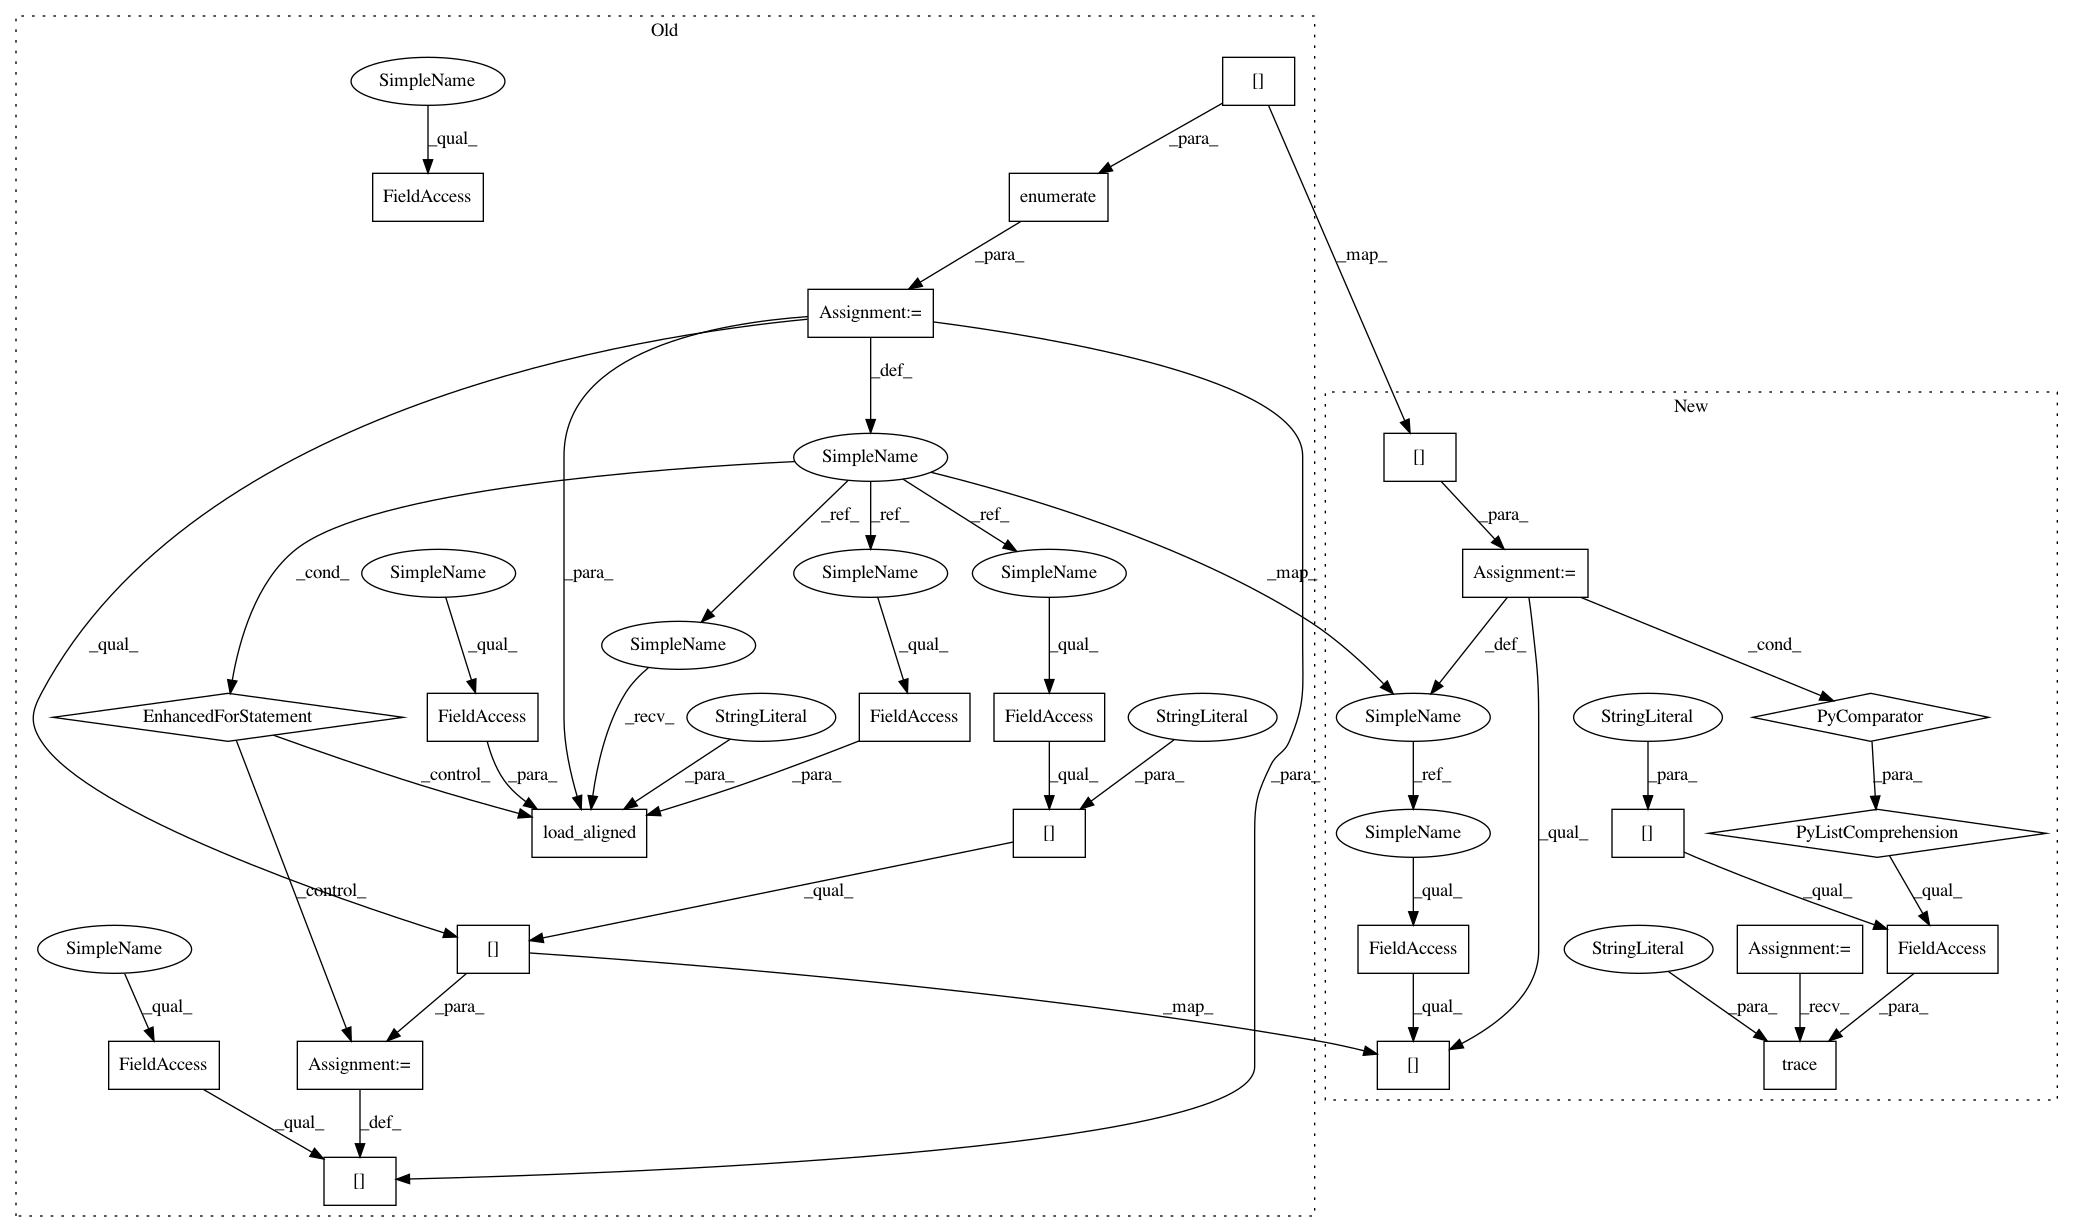 Old
SimpleName
[]
_qual_
_para_
FieldAccess
enumerate
_para_
_map_
Assignment:=
_def_
New
SimpleName
[]
_ref_
_ref_
_ref_
_para_
_cond_
SimpleName
_para_
SimpleName
SimpleName
_map_
Assignment:=
_qual_
_qual_
SimpleName
_qual_
_qual_
_def_
_cond_
EnhancedForStatement
FieldAccess
_recv_
StringLiteral
FieldAccess
FieldAccess
StringLiteral
SimpleName
StringLiteral
PyComparator
_control_
_para_
_para_
_para_
_qual_
_para_
_para_
_ref_
_para_
_para_
load_aligned
[]
SimpleName
_qual_
[]
PyListComprehension
_control_
_qual_
_qual_
_qual_
_qual_
SimpleName
[]
FieldAccess
StringLiteral
Assignment:=
FieldAccess
_qual_
_para_
_map_
_qual_
_para_
_recv_
_para_
FieldAccess
Assignment:=
[]
trace
_qual_
_def_
[]